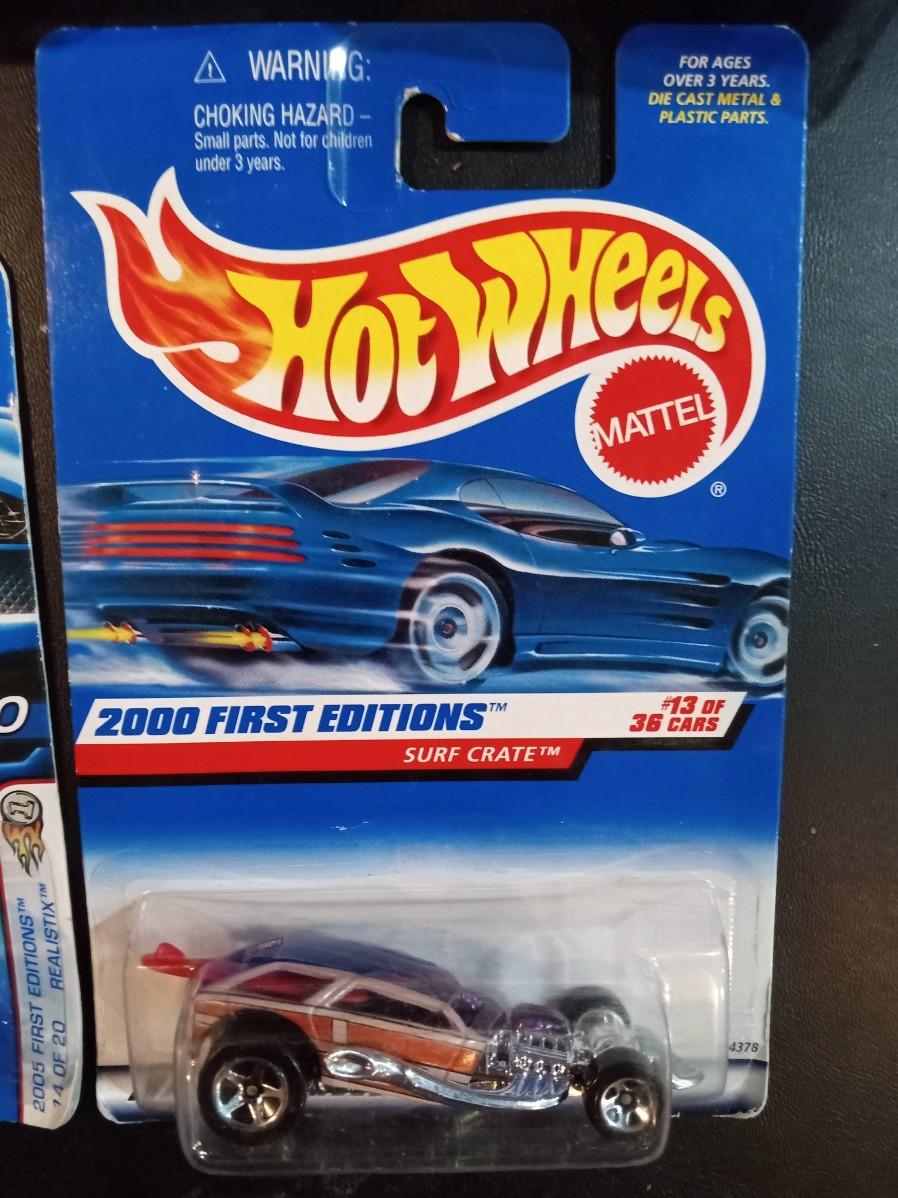 ⚠ WARNING:
CHOKING HAZARD –
Small parts. Not for children
under 3 years.
FOR AGES
OVER 3 YEARS.
DIE CAST METAL &
PLASTIC PARTS.
HOT WHEELS
MATTEL
®
2000 FIRST EDITIONS™
#13 OF
36 CARS
SURF CRATE™
4378
2005 FIRST EDITIONS™
14 OF 20 REALISTIX™